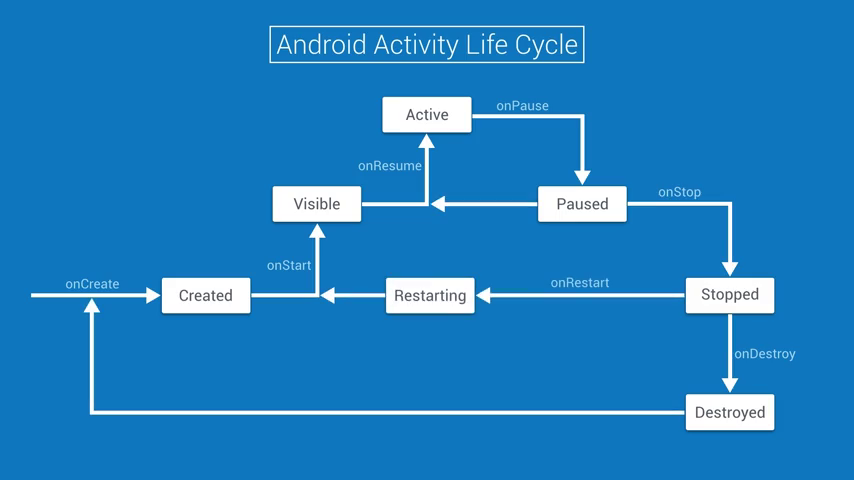 Android Activity Life Cycle
Active
onPause
onResume
Visible
Paused
onStop
onStart
onCreate
Created
Restarting
onRestart
Stopped
onDestroy
Destroyed